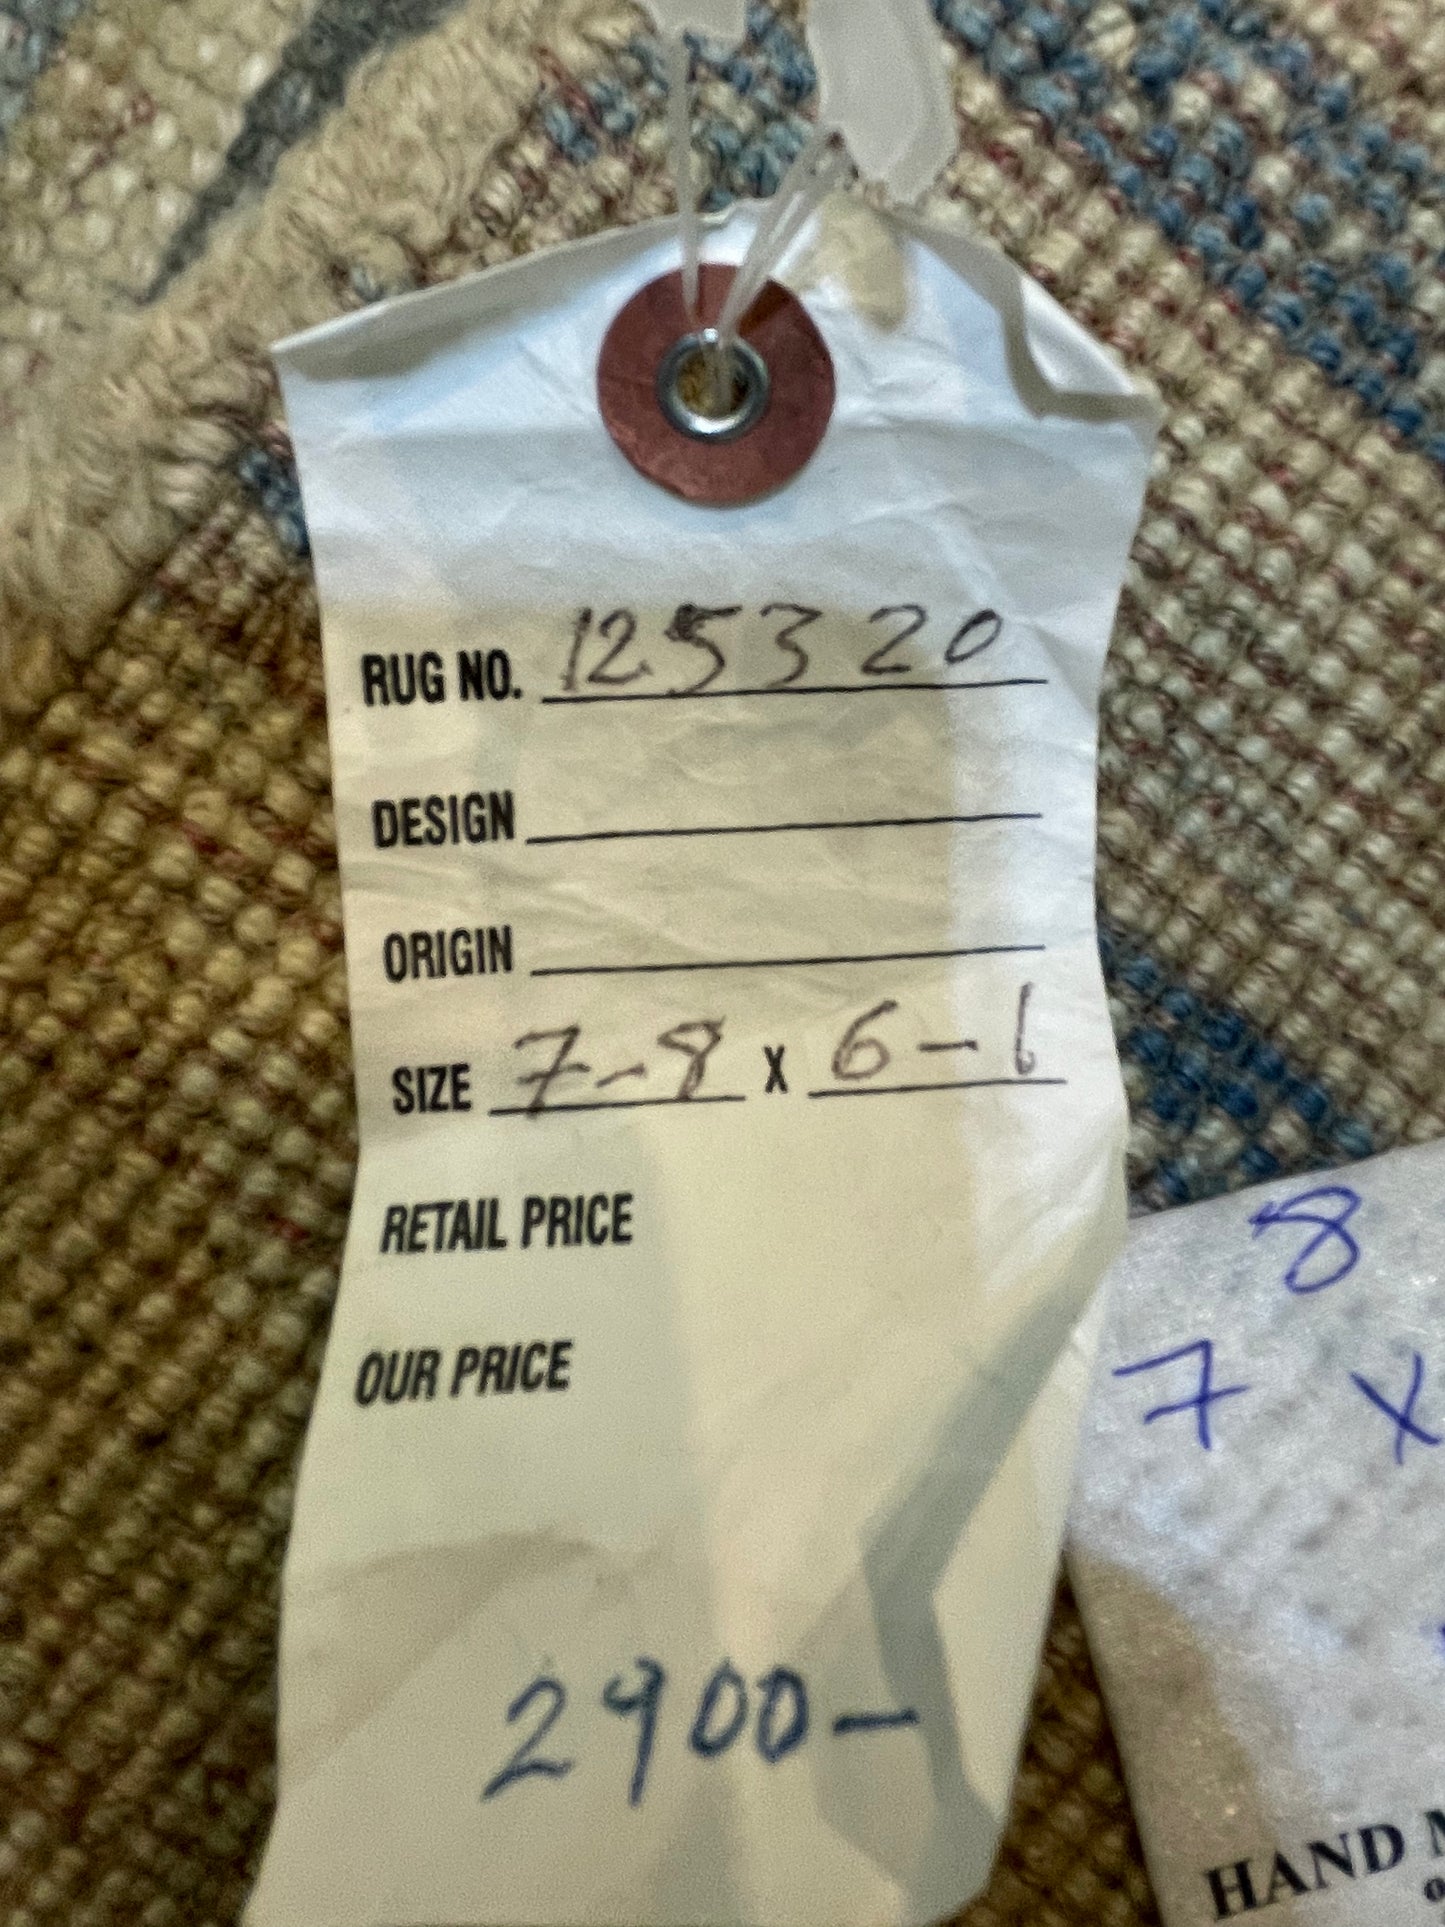 RUG NO. 125320
DESIGN
ORIGIN
SIZE 7-8 X 6-1
RETAIL PRICE
OUR PRICE
2900-
8
7 x
HAND